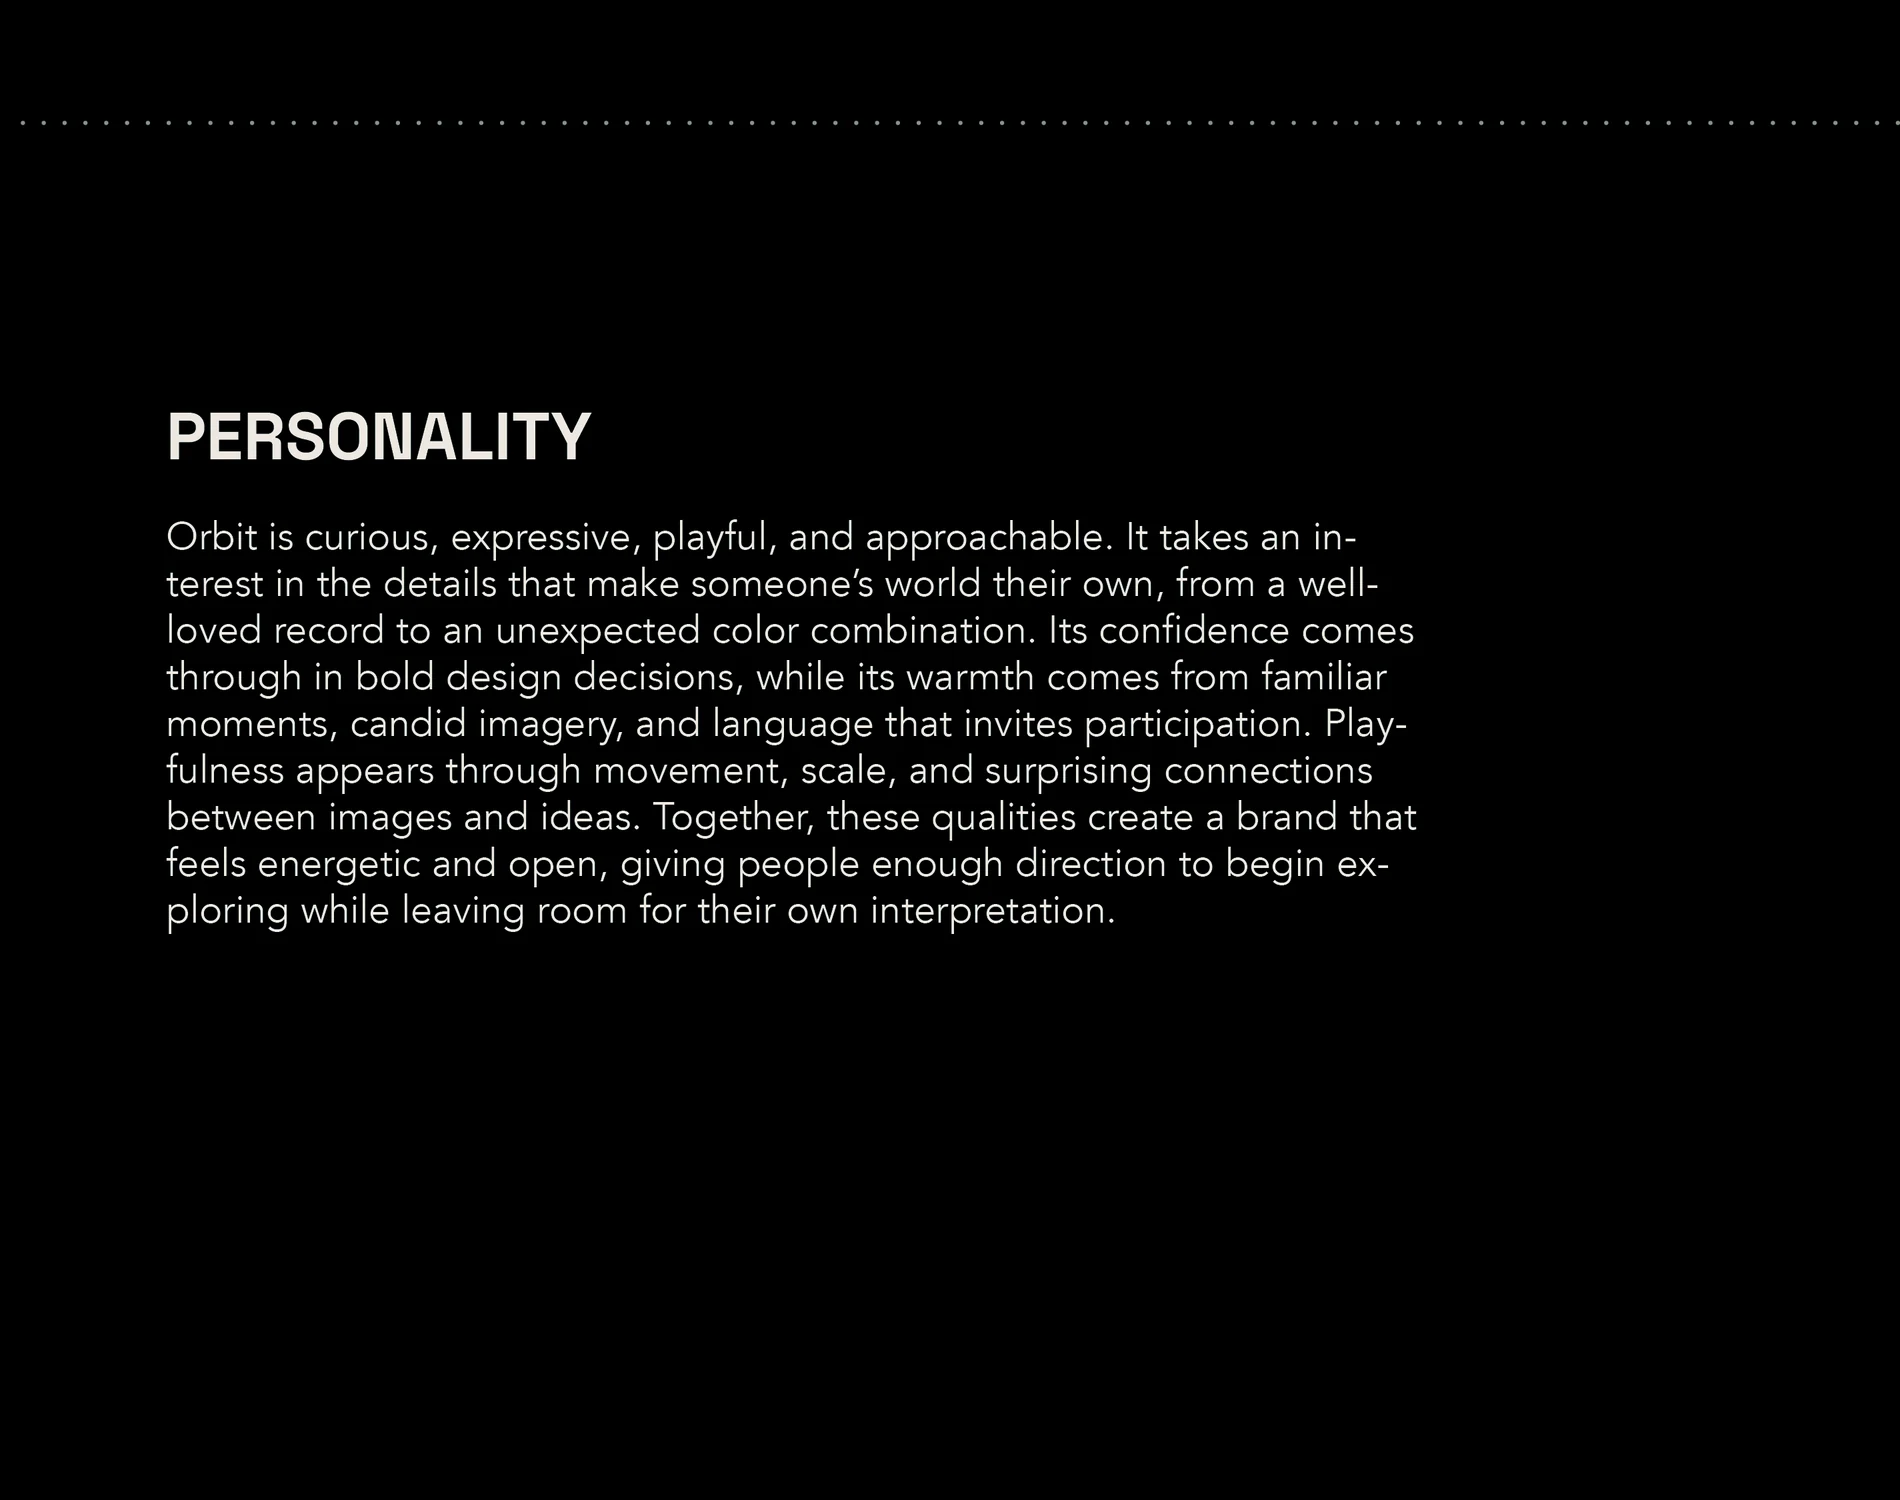 PERSONALITY
Orbit is curious, expressive, playful, and approachable. It takes an in-
terest in the details that make someone’s world their own, from a well-
loved record to an unexpected color combination. Its confidence comes
through in bold design decisions, while its warmth comes from familiar
moments, candid imagery, and language that invites participation. Play-
fulness appears through movement, scale, and surprising connections
between images and ideas. Together, these qualities create a brand that
feels energetic and open, giving people enough direction to begin ex-
ploring while leaving room for their own interpretation.